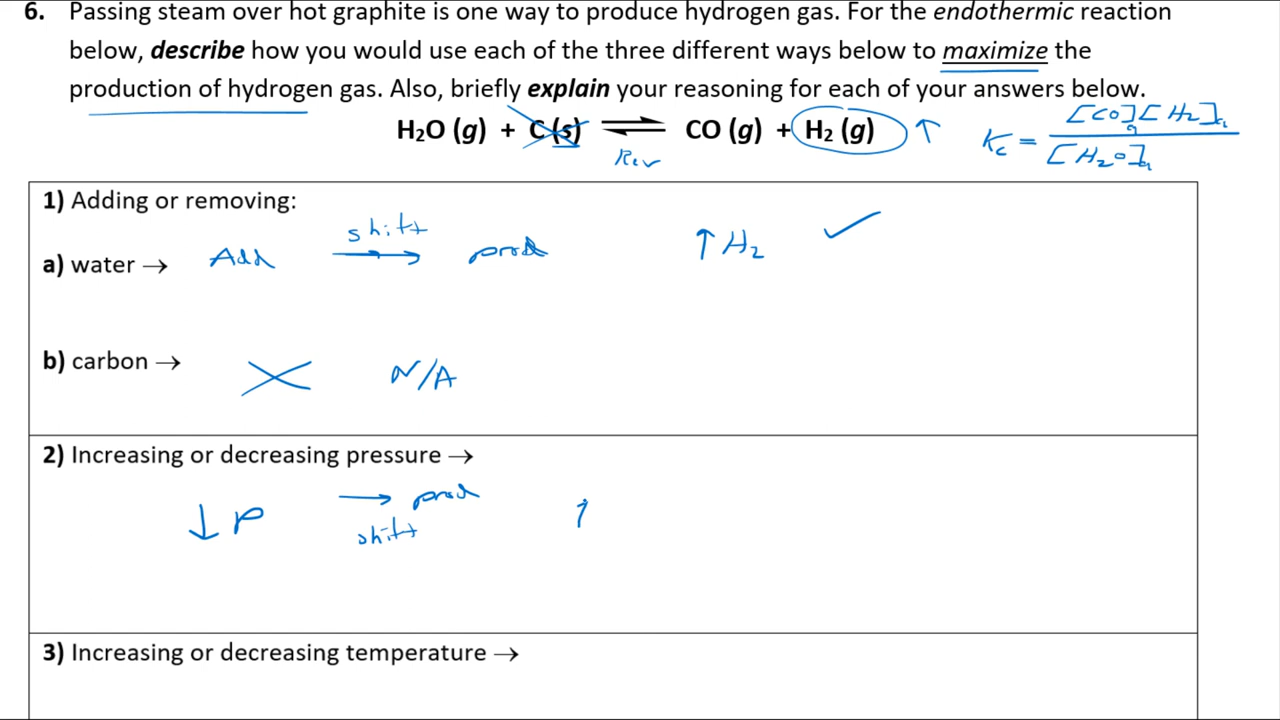 6. Passing steam over hot graphite is one way to produce hydrogen gas. For the endothermic reaction
below, describe how you would use each of the three different ways below to maximize the
production of hydrogen gas. Also, briefly explain your reasoning for each of your answers below.
H₂O (g) + C (s) ⇌ CO (g) + H₂ (g) ↑
Rev
Kc = [CO]g[H₂]g / [H₂O]g
1) Adding or removing:
a) water → Add shift → prod ↑ H₂ ✓
b) carbon → X N/A
2) Increasing or decreasing pressure →
↓ P → prod ↑
shift
3) Increasing or decreasing temperature →